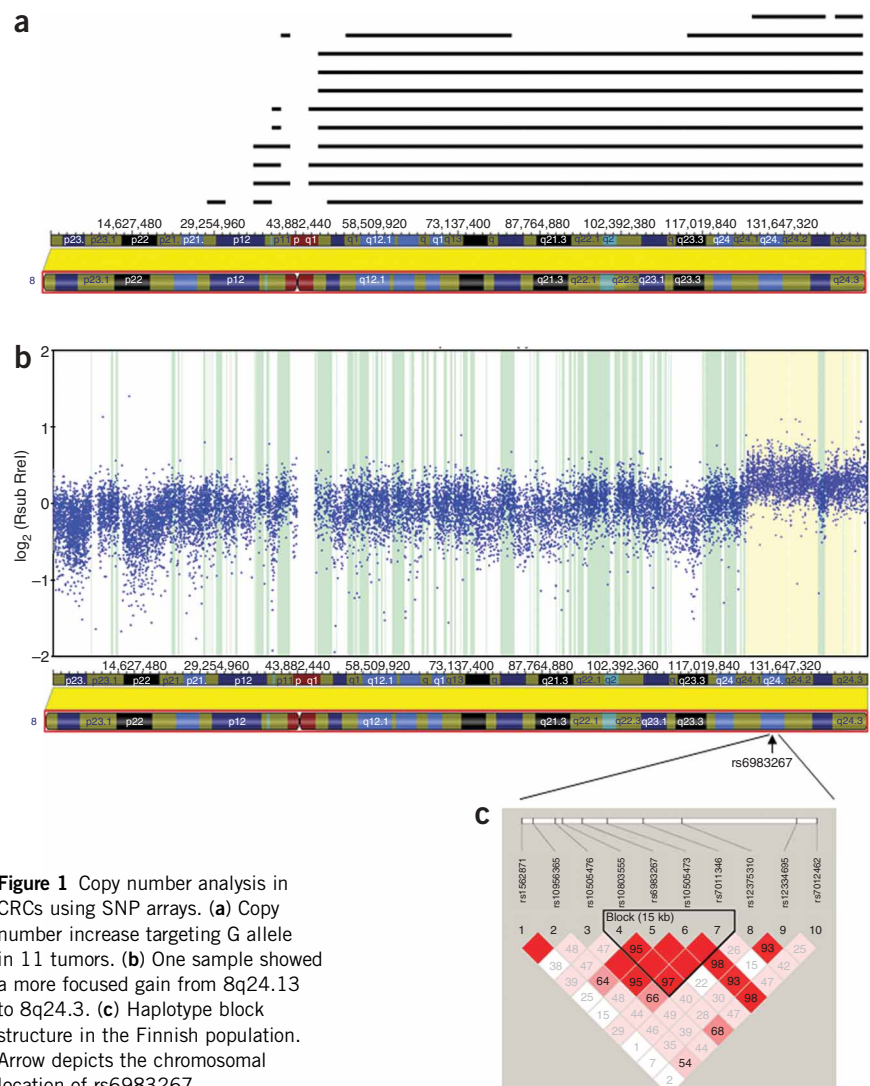 a
14,627,480 29,254,960 43,882,440 58,509,920 73,137,400 87,764,880 102,392,380 117,019,840 131,647,320
p23. p23.1 p22 p21. p21. p12 p11 p q1 q1 q12.1 q q1 q13 q q21.3 q22.1 q2 q q23.3 q24 q24.1 q24. q24.2 q24.3
8 p23.1 p22 p12 q12.1 q21.3 q22.1 q22.3 q23.1 q23.3 q24.3
b
2
1
0
−1
−2
log2 (Rsub Rrel)
14,627,480 29,254,960 43,882,440 58,509,920 73,137,400 87,764,880 102,392,360 117,019,840 131,647,320
p23. p23.1 p22 p21. p21. p12 p11 p q1 q1 q12.1 q q1 q13 q q21.3 q22.1 q2 q q23.3 q24 q24.1 q24. q24.2 q24.3
8 p23.1 p22 p12 q12.1 q21.3 q22.1 q22.3 q23.1 q23.3 q24.3
rs6983267
c
rs1562871
rs10956365
rs10505476
rs10803555
rs6983267
rs10505473
rs7011346
rs12375310
rs12334695
rs7012462
Block (15 kb)
1 2 3 4 5 6 7 8 9 10
48 47 95 26 93 25
38 47 98 15 42
39 64 95 97 22 93 47
25 48 66 40 30 98
15 44 49 28 47
29 46 39 30 68
1 35 44
7 54
2
Figure 1 Copy number analysis in
CRCs using SNP arrays. (a) Copy
number increase targeting G allele
in 11 tumors. (b) One sample showed
a more focused gain from 8q24.13
to 8q24.3. (c) Haplotype block
structure in the Finnish population.
Arrow depicts the chromosomal
location of rs6983267.